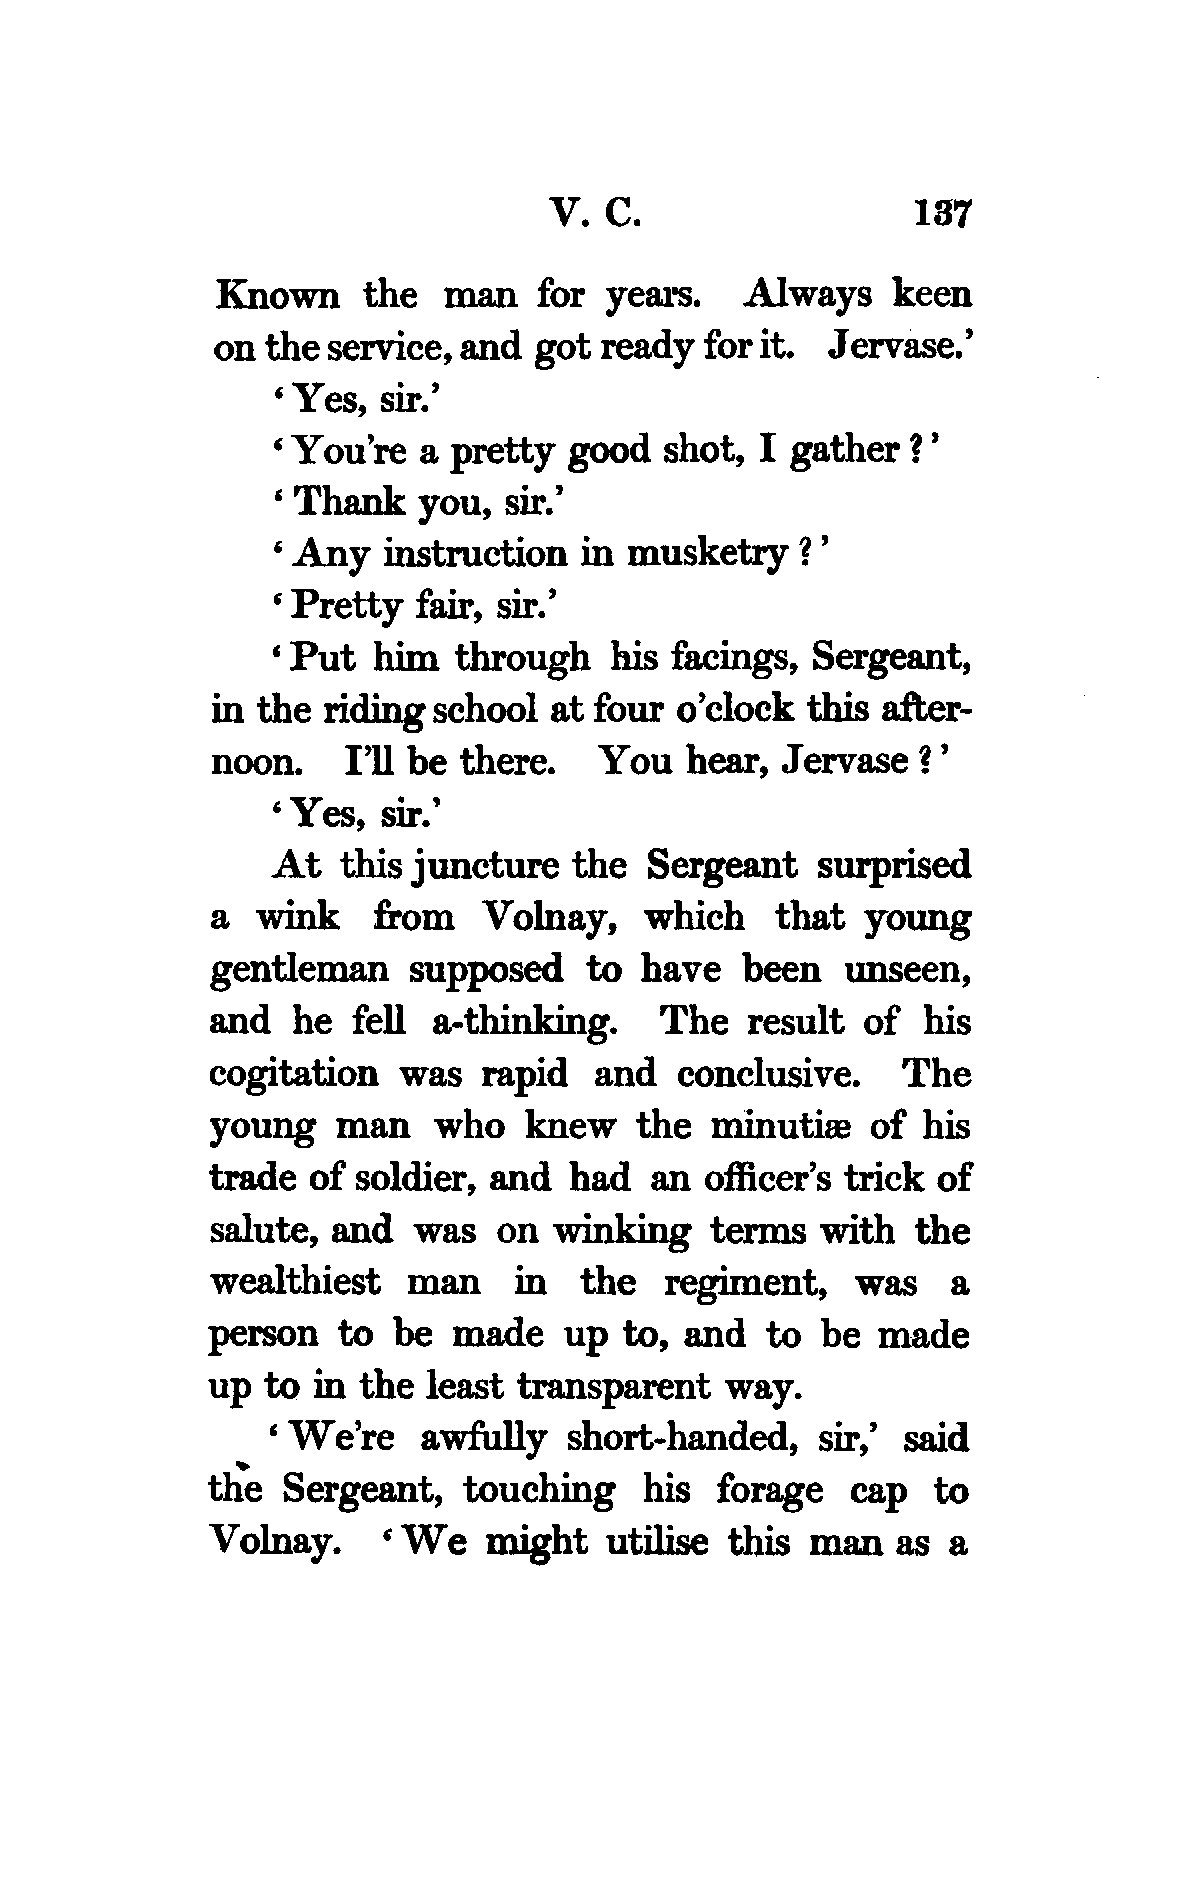 V. C. 137
Known the man for years. Always keen
on the service, and got ready for it. Jervase.’
‘Yes, sir.’
‘You’re a pretty good shot, I gather?’
‘Thank you, sir.’
‘Any instruction in musketry?’
‘Pretty fair, sir.’
‘Put him through his facings, Sergeant,
in the riding school at four o’clock this after-
noon. I’ll be there. You hear, Jervase?’
‘Yes, sir.’
At this juncture the Sergeant surprised
a wink from Volnay, which that young
gentleman supposed to have been unseen,
and he fell a-thinking. The result of his
cogitation was rapid and conclusive. The
young man who knew the minutiæ of his
trade of soldier, and had an officer’s trick of
salute, and was on winking terms with the
wealthiest man in the regiment, was a
person to be made up to, and to be made
up to in the least transparent way.
‘We’re awfully short-handed, sir,’ said
the Sergeant, touching his forage cap to
Volnay. ‘We might utilise this man as a